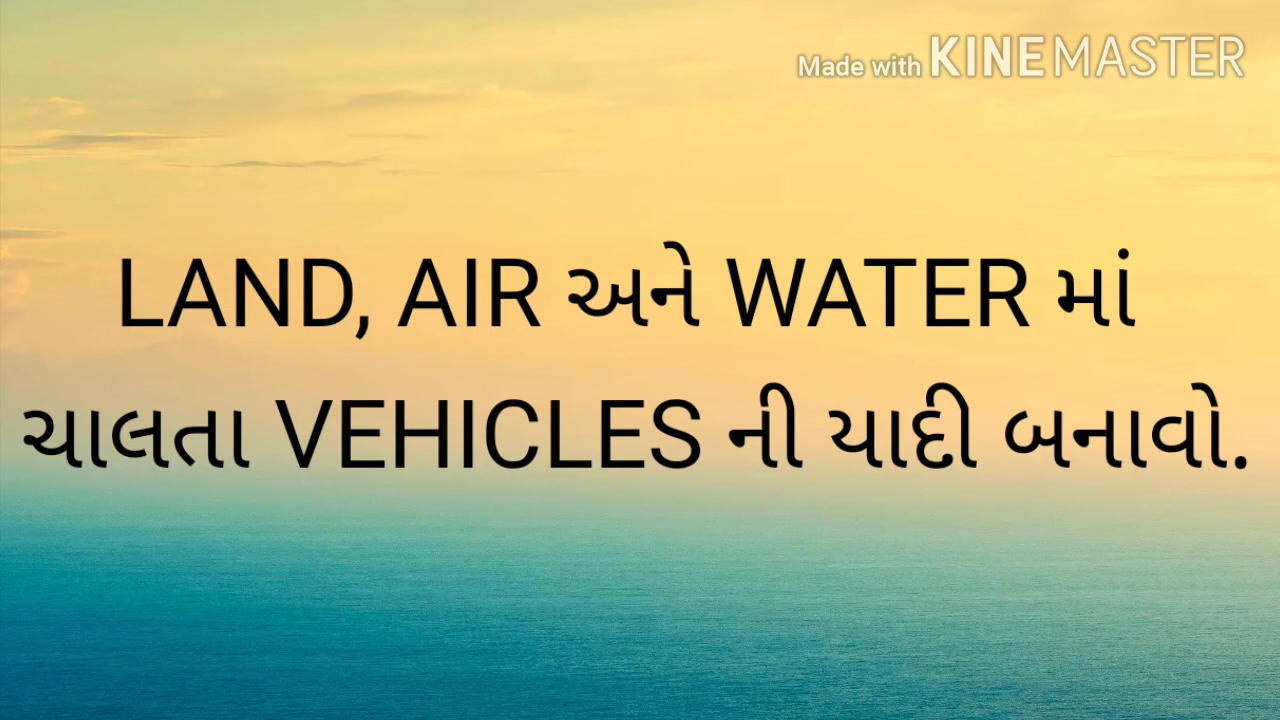 Made with KINEMASTER
LAND, AIR અને WATER માં
ચાલતા VEHICLES ની યાદી બનાવો.